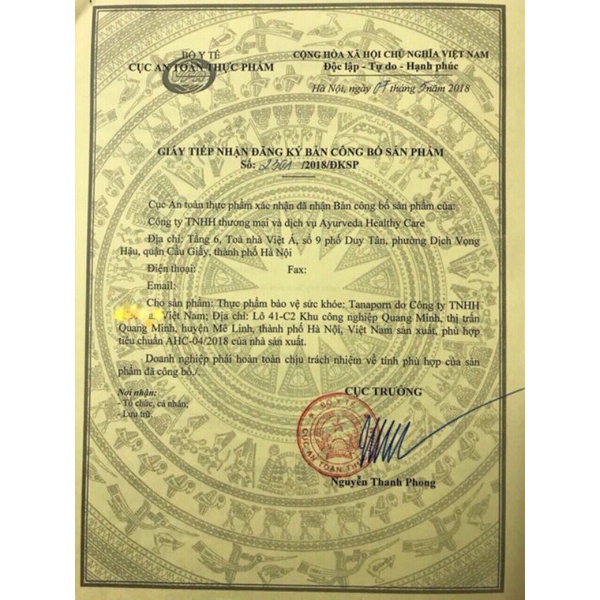 BỘ Y TẾ
CỤC AN TOÀN THỰC PHẨM
CỘNG HÒA XÃ HỘI CHỦ NGHĨA VIỆT NAM
Độc lập - Tự do - Hạnh phúc
Hà Nội, ngày 07 tháng 5 năm 2018
GIẤY TIẾP NHẬN ĐĂNG KÝ BẢN CÔNG BỐ SẢN PHẨM
Số: /2018/ĐKSP
Cục An toàn thực phẩm xác nhận đã nhận Bản công bố sản phẩm của:
Công ty TNHH thương mại và dịch vụ Ayurveda Healthy Care
Địa chỉ: Tầng 6, Toà nhà Việt Á, số 9 phố Duy Tân, phường Dịch Vọng
Hậu, quận Cầu Giấy, thành phố Hà Nội
Điện thoại: Fax:
Email:
Cho sản phẩm: Thực phẩm bảo vệ sức khỏe: Tanaporn do Công ty TNHH
Việt Nam; Địa chỉ: Lô 41-C2 Khu công nghiệp Quang Minh, thị trấn
Quang Minh, huyện Mê Linh, thành phố Hà Nội, Việt Nam sản xuất, phù hợp
tiêu chuẩn AHC-04/2018 của nhà sản xuất.
Doanh nghiệp phải hoàn toàn chịu trách nhiệm về tính phù hợp của sản
phẩm đã công bố./.
Nơi nhận:
- Tổ chức, cá nhân;
- Lưu trữ.
CỤC TRƯỞNG
BỘ Y TẾ
CỤC AN TOÀN THỰC
Nguyễn Thanh Phong